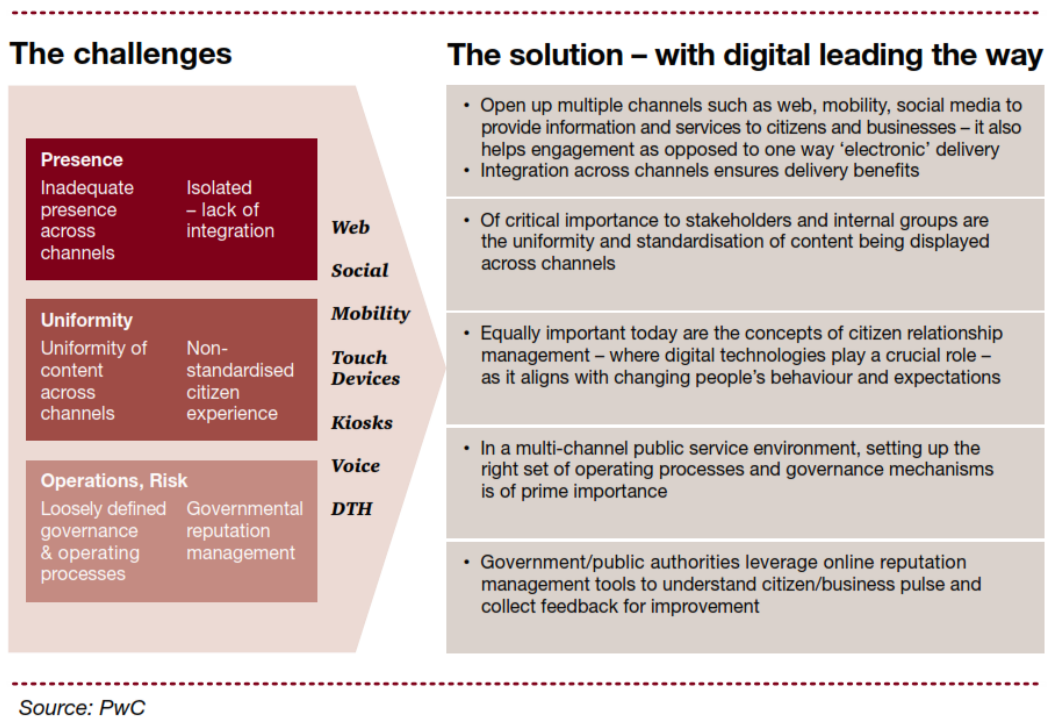 The challenges
Presence
Inadequate
presence
across
channels
Isolated
– lack of
integration
Uniformity
Uniformity of
content
across
channels
Non-
standardised
citizen
experience
Operations, Risk
Loosely defined
governance
& operating
processes
Governmental
reputation
management
Web
Social
Mobility
Touch
Devices
Kiosks
Voice
DTH
The solution – with digital leading the way
• Open up multiple channels such as web, mobility, social media to
provide information and services to citizens and businesses – it also
helps engagement as opposed to one way ‘electronic’ delivery
• Integration across channels ensures delivery benefits
• Of critical importance to stakeholders and internal groups are
the uniformity and standardisation of content being displayed
across channels
• Equally important today are the concepts of citizen relationship
management – where digital technologies play a crucial role –
as it aligns with changing people’s behaviour and expectations
• In a multi-channel public service environment, setting up the
right set of operating processes and governance mechanisms
is of prime importance
• Government/public authorities leverage online reputation
management tools to understand citizen/business pulse and
collect feedback for improvement
Source: PwC